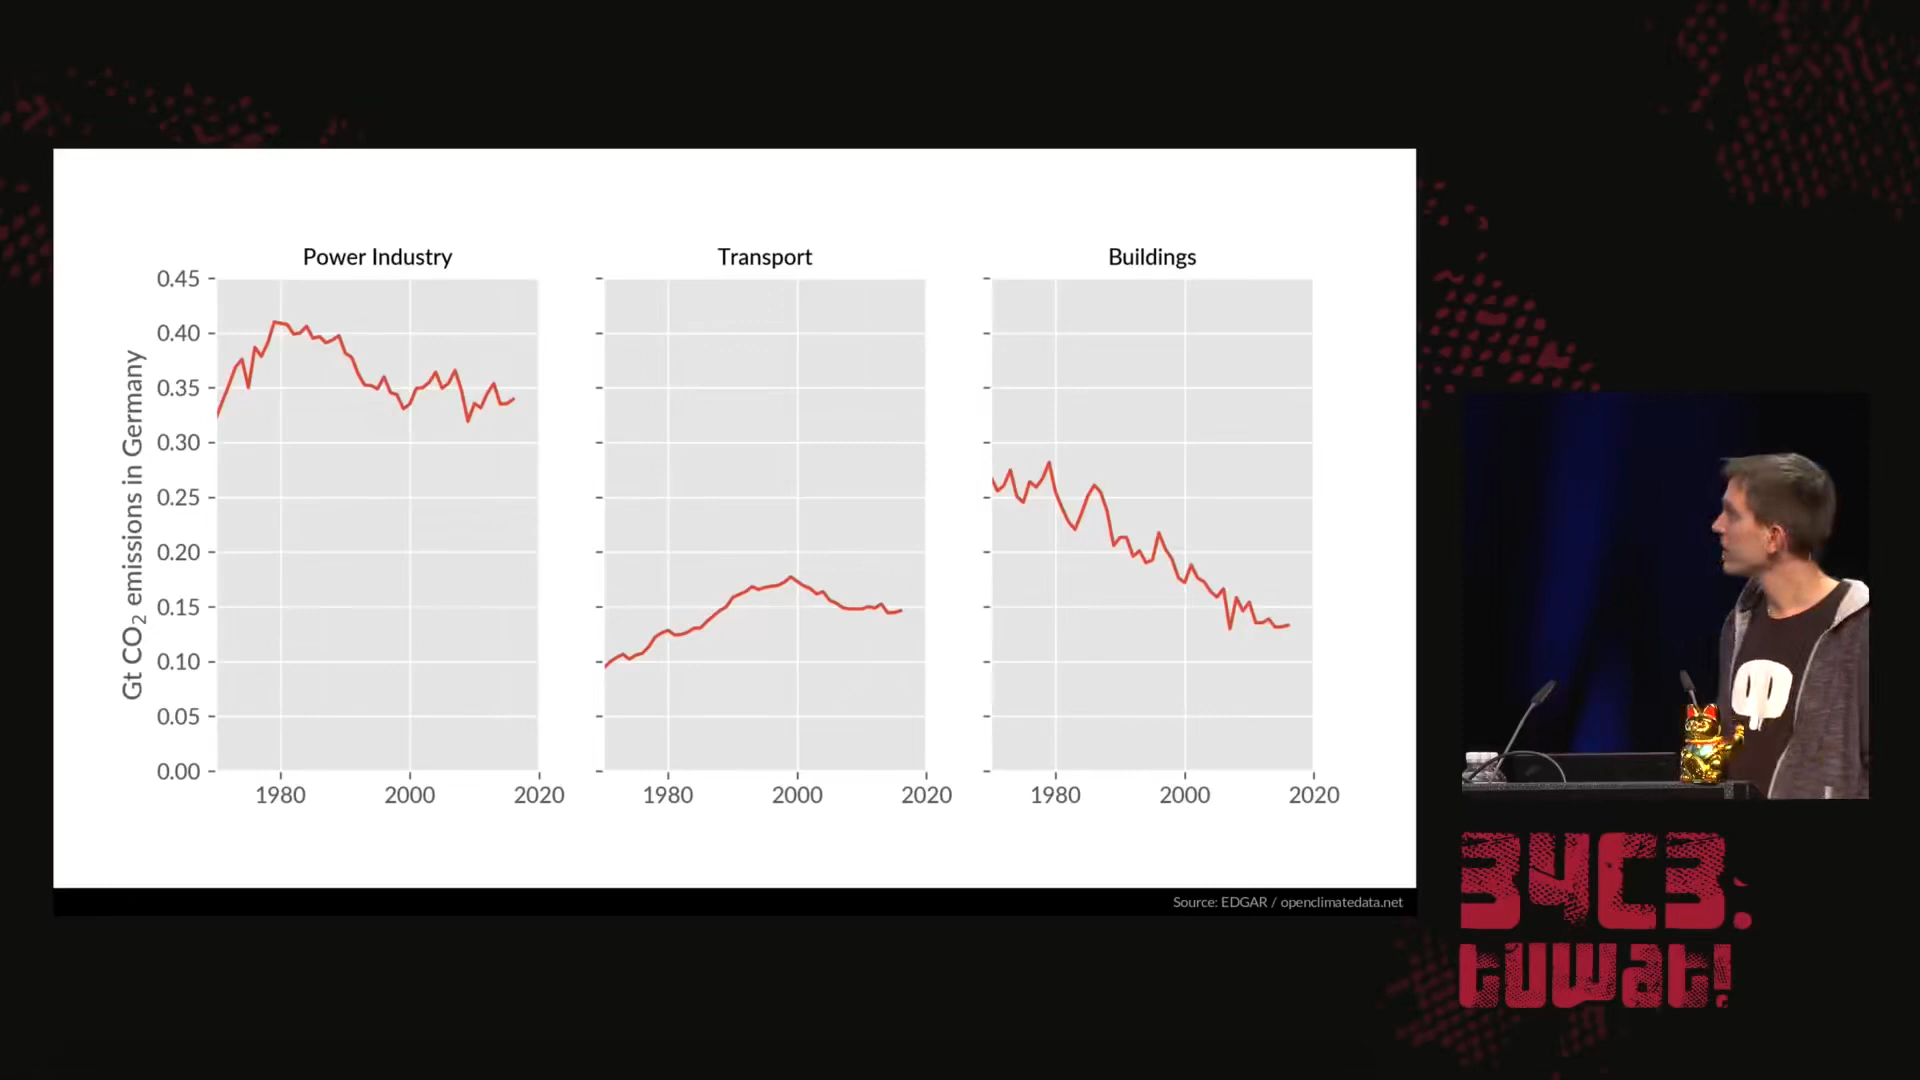 Power Industry
Transport
Buildings
Gt CO₂ emissions in Germany
0.45
0.40
0.35
0.30
0.25
0.20
0.15
0.10
0.05
0.00
1980 2000 2020
1980 2000 2020
1980 2000 2020
Source: EDGAR / openclimatedata.net
34C3.
tuwat!